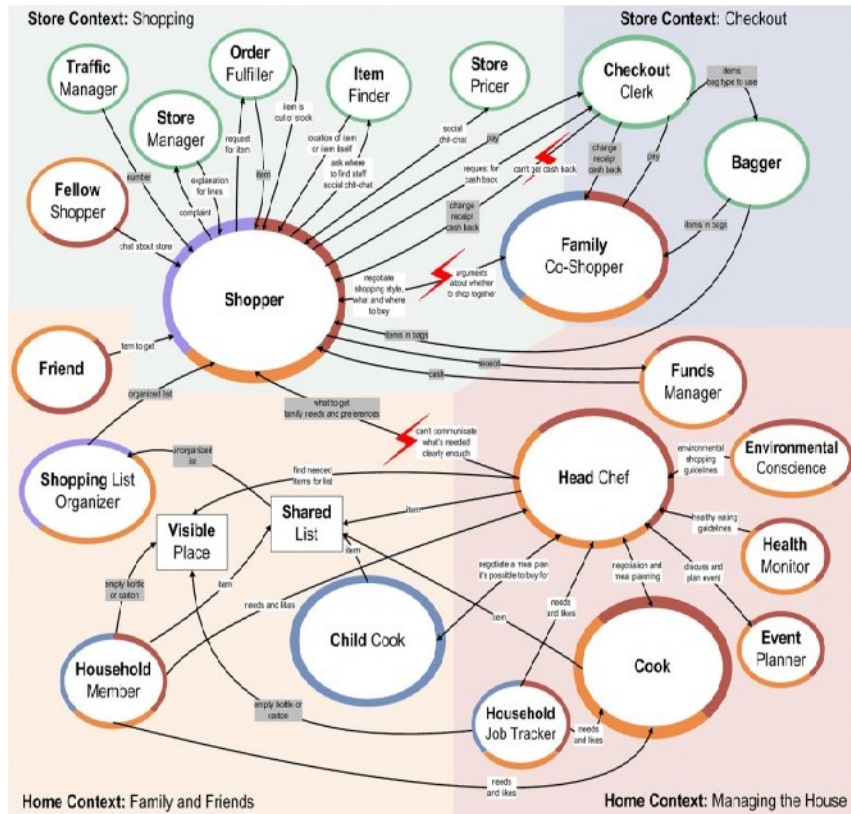 Store Context: Shopping
Store Context: Checkout
Traffic
Manager
Store
Manager
Order
Fulfiller
Item
Finder
Store
Pricer
Checkout
Clerk
Bagger
Fellow
Shopper
Shopper
Family
Co-Shopper
number
complaint
explanation
for lines
request
for item
item
item is
out of stock
location of item
or item itself
ask where
to find stuff
social chit-chat
social
chit-chat
pay
request for
cash back
can't get cash back
change
receipt
cash back
change
receipt
cash back
pay
items
bag type to use
items in bags
chat about store
negotiate
shopping style,
what and where
to buy
arguments
about whether
to shop together
items in bags
receipt
cash
Friend
item to get
organized list
Funds
Manager
what to get
family needs and preferences
can't communicate
what's needed
clearly enough
Shopping List
Organizer
unorganized
list
find needed
items for list
Visible
Place
Shared
List
item
item
Head Chef
environmental
shopping
guidelines
Environmental
Conscience
healthy eating
guidelines
Health
Monitor
negotiate a meal plan
it's possible to buy for
negotiation and
meal planning
discuss and
plan event
Event
Planner
empty bottle
or carton
item
needs and likes
Child Cook
needs
and likes
item
Cook
Household
Member
empty bottle or
carton
Household
Job Tracker
needs
and likes
needs
and likes
Home Context: Family and Friends
Home Context: Managing the House